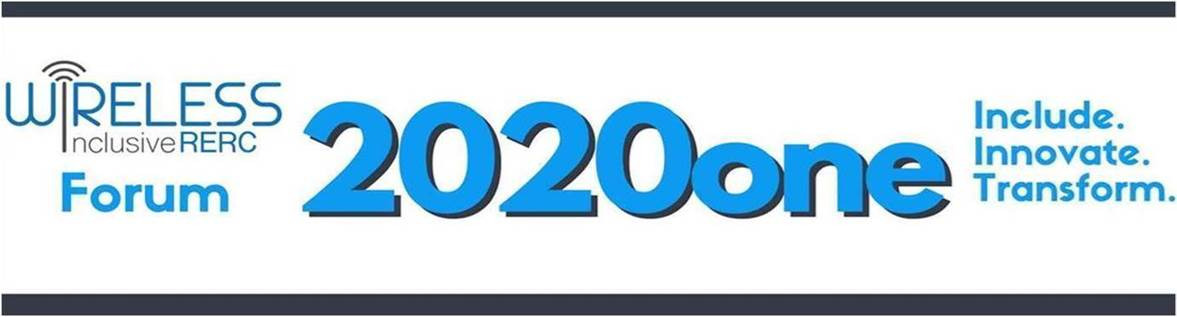 WIRELESS
InclusiveRERC
Forum
2020one
Include.
Innovate.
Transform.